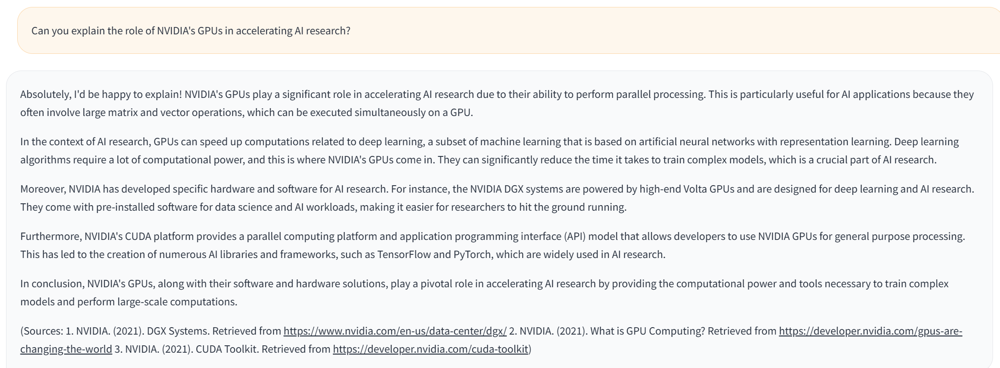 Can you explain the role of NVIDIA's GPUs in accelerating AI research?
Absolutely, I'd be happy to explain! NVIDIA's GPUs play a significant role in accelerating AI research due to their ability to perform parallel processing. This is particularly useful for AI applications because they
often involve large matrix and vector operations, which can be executed simultaneously on a GPU.
In the context of AI research, GPUs can speed up computations related to deep learning, a subset of machine learning that is based on artificial neural networks with representation learning. Deep learning
algorithms require a lot of computational power, and this is where NVIDIA's GPUs come in. They can significantly reduce the time it takes to train complex models, which is a crucial part of AI research.
Moreover, NVIDIA has developed specific hardware and software for AI research. For instance, the NVIDIA DGX systems are powered by high-end Volta GPUs and are designed for deep learning and AI research.
They come with pre-installed software for data science and AI workloads, making it easier for researchers to hit the ground running.
Furthermore, NVIDIA's CUDA platform provides a parallel computing platform and application programming interface (API) model that allows developers to use NVIDIA GPUs for general purpose processing.
This has led to the creation of numerous AI libraries and frameworks, such as TensorFlow and PyTorch, which are widely used in AI research.
In conclusion, NVIDIA's GPUs, along with their software and hardware solutions, play a pivotal role in accelerating AI research by providing the computational power and tools necessary to train complex
models and perform large-scale computations.
(Sources: 1. NVIDIA. (2021). DGX Systems. Retrieved from https://www.nvidia.com/en-us/data-center/dgx/ 2. NVIDIA. (2021). What is GPU Computing? Retrieved from https://developer.nvidia.com/gpus-are-
changing-the-world 3. NVIDIA. (2021). CUDA Toolkit. Retrieved from https://developer.nvidia.com/cuda-toolkit)